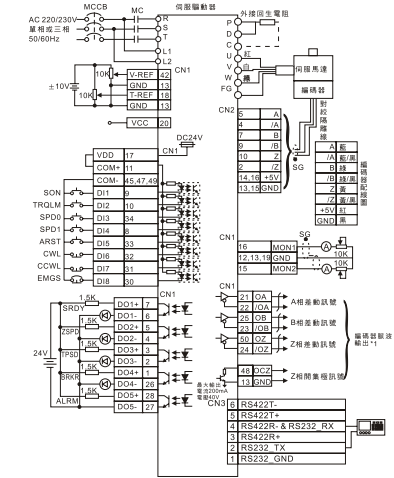 伺服驅動器
MCCB
MC
AC 220/230V
單相或三相
50/60Hz
R
S
T
L1
L2
P
D
C
外接回生電阻
U
V
W
FG
紅
白
伺服馬達
編碼器
10K
±10V
10K
CN1
V-REF 42
GND 13
T-REF 18
GND 13
VCC 20
對絞隔離線
CN2
5 A
4 /A
7 B
9 /B
10 Z
2 /Z
14,16 +5V
13,15 GND
SG
A 藍
/A 藍/黑
B 綠
/B 綠/黑
Z 黃
/Z 黃/黑
+5V 紅
GND 黑
編碼器配線圖
DC24V
CN1
VDD 17
COM+ 11
COM- 45,47,49
SON DI1 9
TRQLM DI2 10
SPD0 DI3 34
SPD1 DI4 8
ARST DI5 33
CWL DI6 32
CCWL DI7 31
EMGS DI8 30
CN1
SG
16 MON1
12,13,19 GND
15 MON2
A
A
10K
10K
CN1
1.5K
DO1+ 7
SRDY
DO1- 6
1.5K
DO2+ 5
ZSPD
DO2- 4
1.5K
24V
DO3+ 3
TPSD
DO3- 2
1.5K
DO4+ 1
BRKR
DO4- 26
1.5K
DO5+ 28
ALRM
DO5- 27
最大輸出
電流200mA
電壓40V
CN1
21 OA
22 /OA
A相差動訊號
25 OB
23 /OB
B相差動訊號
50 OZ
24 /OZ
Z相差動訊號
編碼器脈波
輸出*1
48 OCZ
13 GND
Z相開集極訊號
CN3
6 RS422T-
5 RS422T+
4 RS422R- & RS232_RX
3 RS422R+
2 RS232_TX
1 RS232_GND